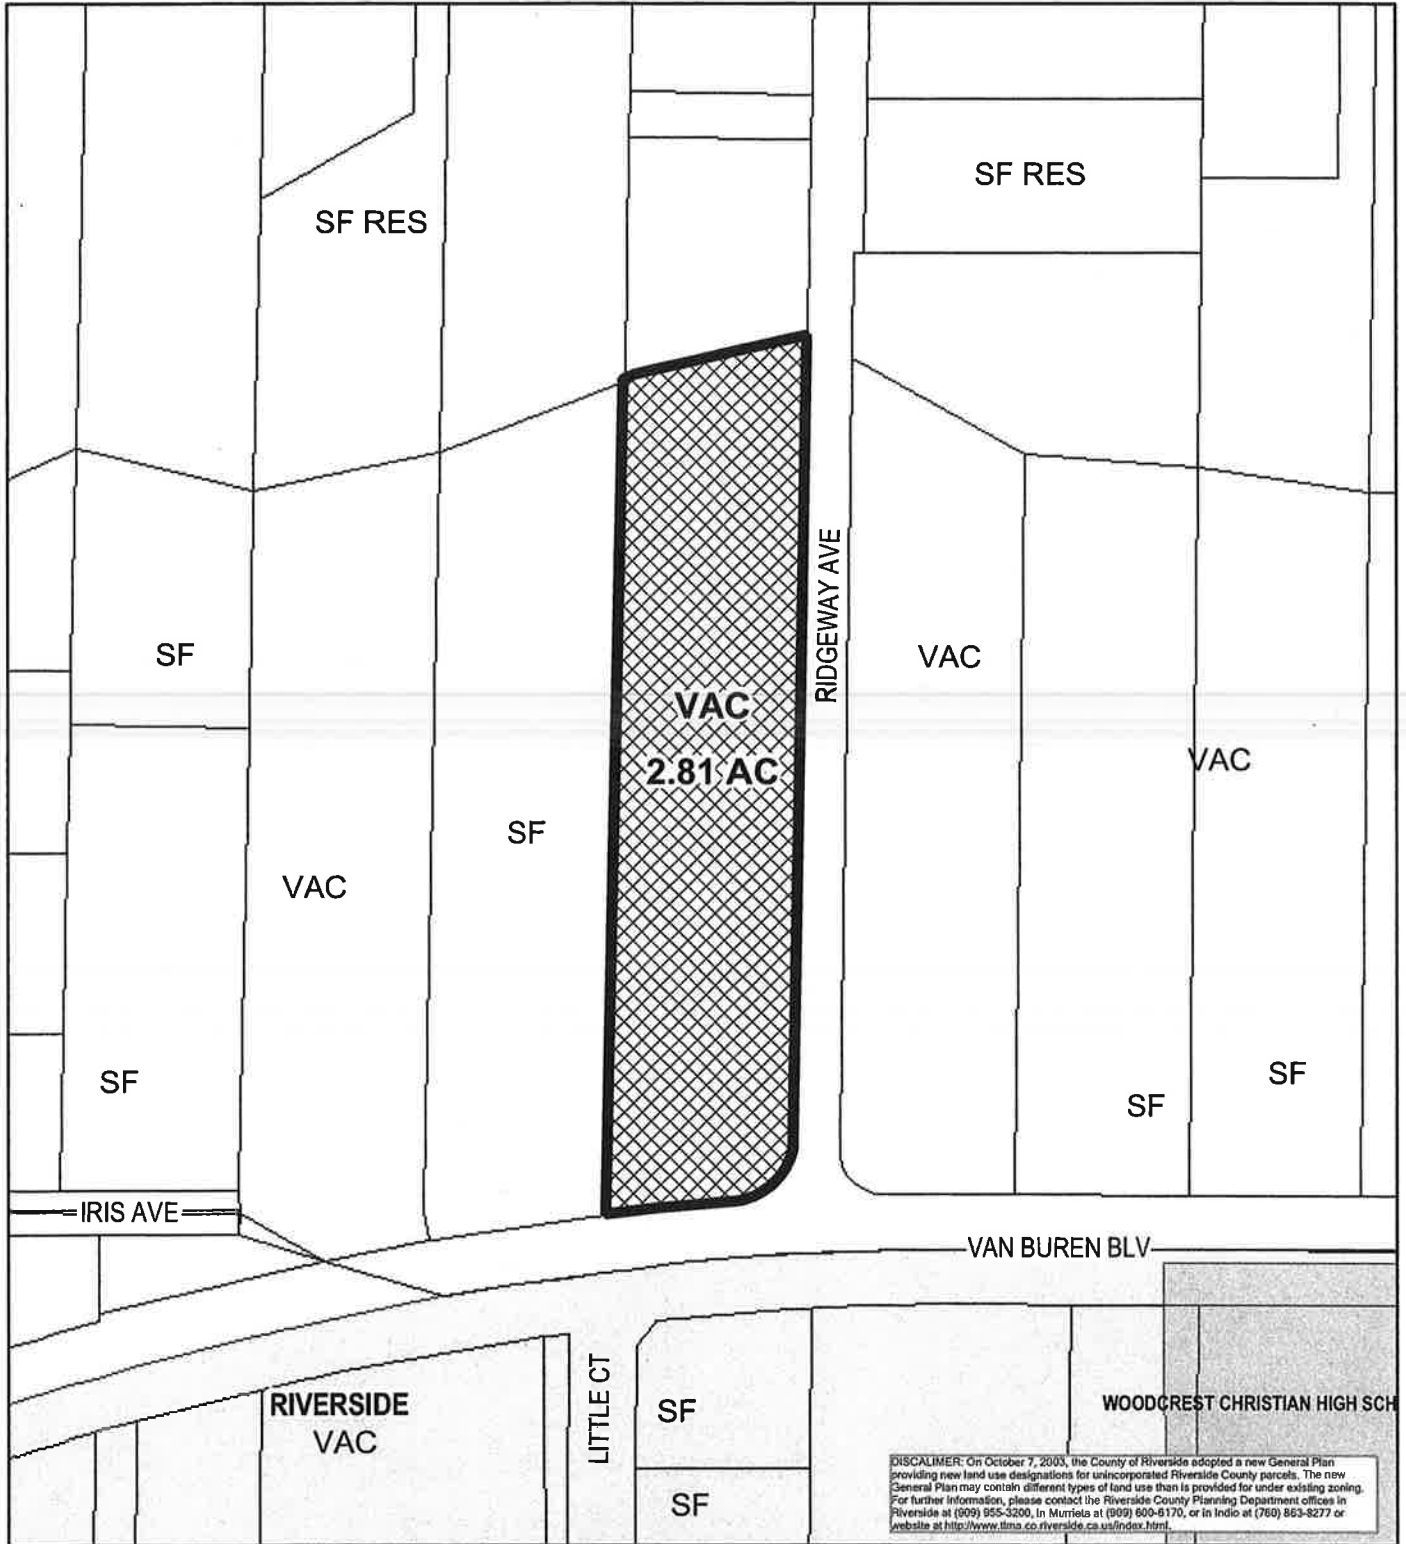 SF RES
SF RES
RIDGEWAY AVE
SF
VAC
VAC
2.81 AC
VAC
SF
VAC
SF
SF
SF
IRIS AVE
VAN BUREN BLV
RIVERSIDE
VAC
LITTLE CT
SF
WOODCREST CHRISTIAN HIGH SCH
SF
DISCALIMER: On October 7, 2003, the County of Riverside adopted a new General Plan
providing new land use designations for unincorporated Riverside County parcels. The new
General Plan may contain different types of land use than is provided for under existing zoning.
For further information, please contact the Riverside County Planning Department offices in
Riverside at (909) 955-3200, in Murrieta at (909) 600-6170, or in Indio at (760) 863-8277 or
website at http://www.tlma.co.riverside.ca.us/index.html.